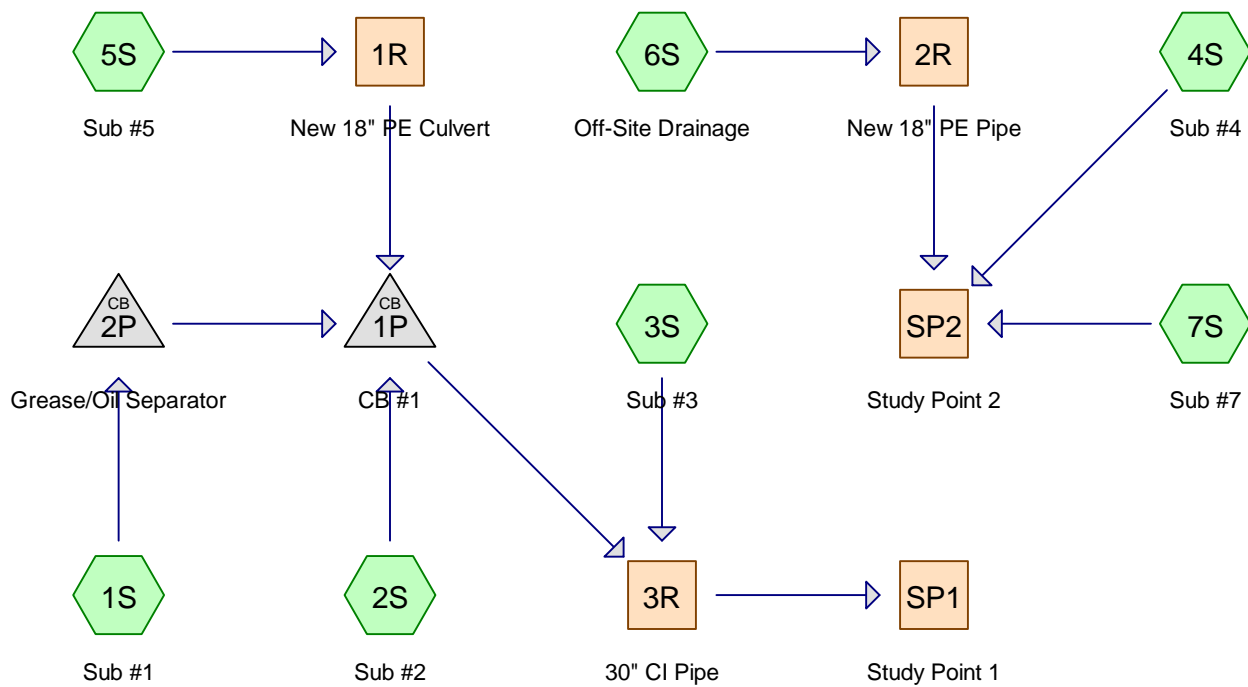 5S
1R
6S
2R
4S
Sub #5
New 18" PE Culvert
Off-Site Drainage
New 18" PE Pipe
Sub #4
CB
2P
CB
1P
3S
SP2
7S
Grease/Oil Separator
CB #1
Sub #3
Study Point 2
Sub #7
1S
2S
3R
SP1
Sub #1
Sub #2
30" CI Pipe
Study Point 1